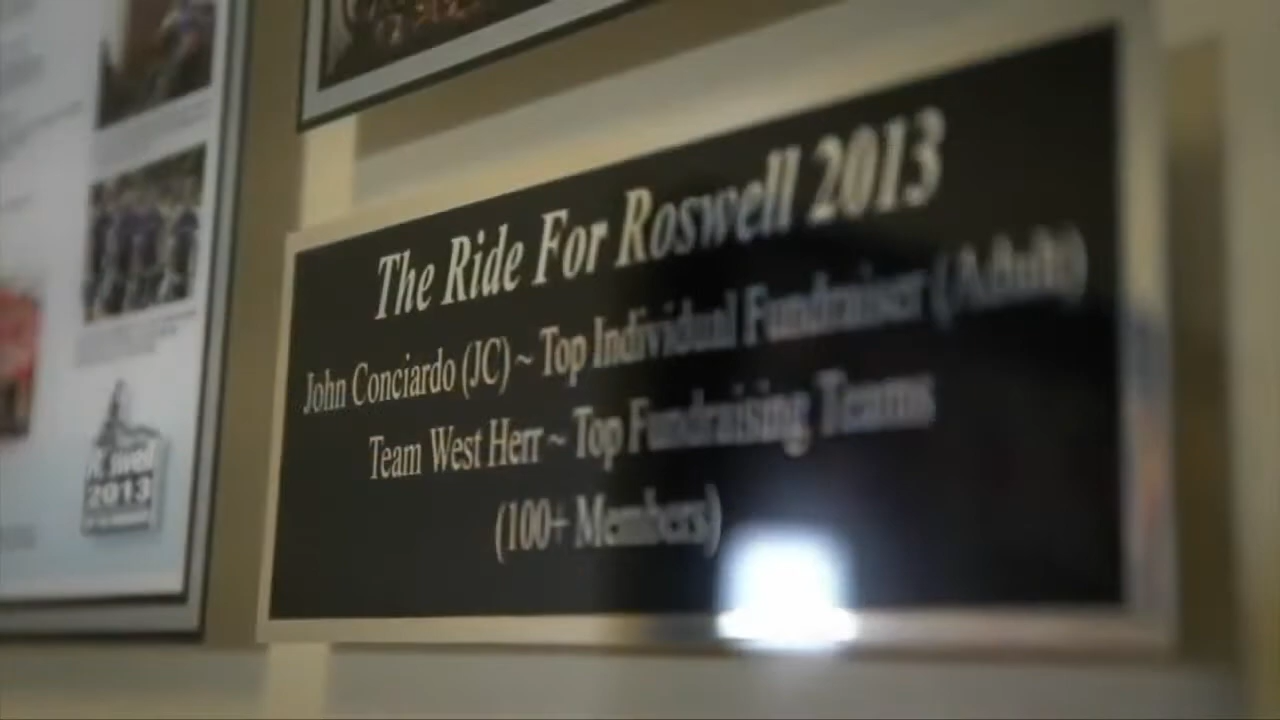 The Ride For Roswell 2013
John Conciardo (JC) ~ Top Individual Fundraiser (Adult)
Team West Herr ~ Top Fundraising Teams
(100+ Members)
2013